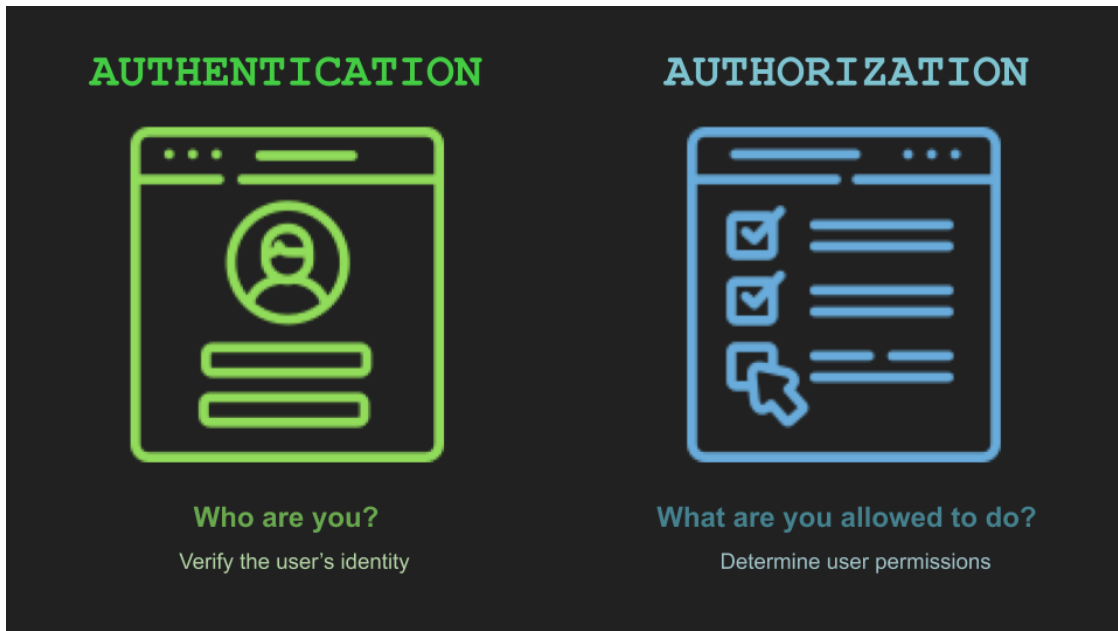 AUTHENTICATION
Who are you?
Verify the user’s identity
AUTHORIZATION
What are you allowed to do?
Determine user permissions